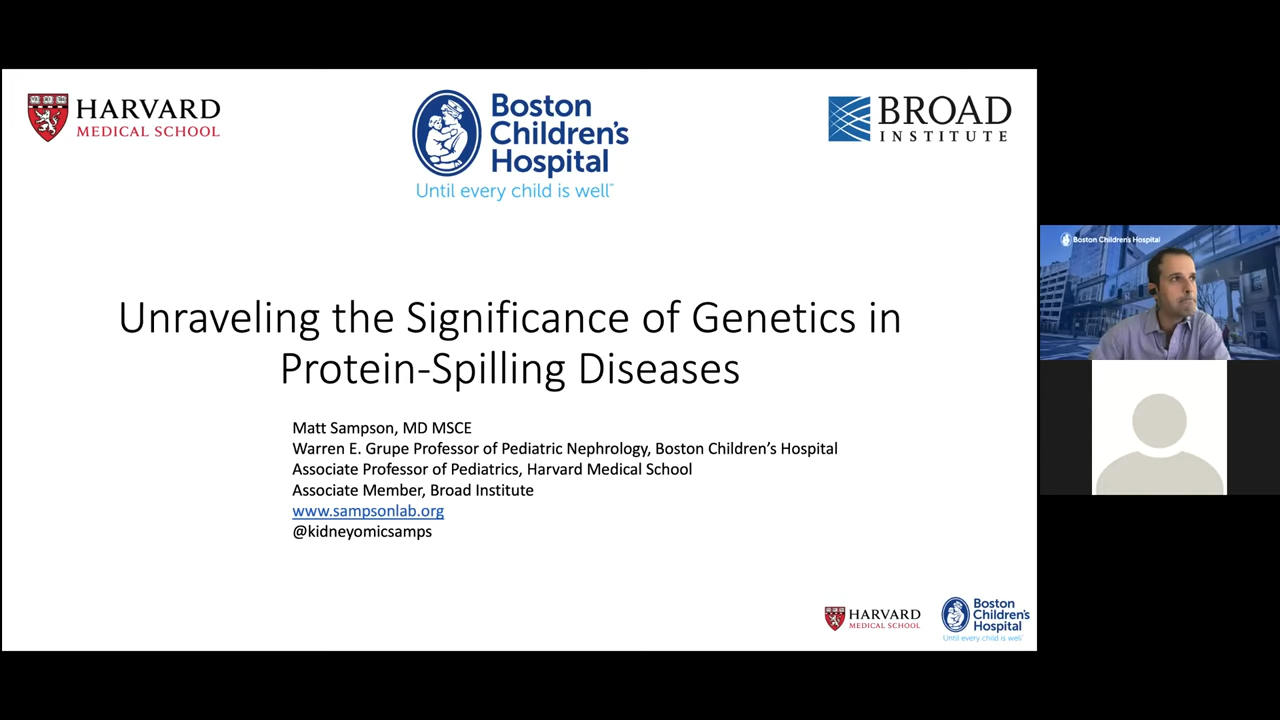 HARVARD
MEDICAL SCHOOL
Boston
Children's
Hospital
Until every child is well™
BROAD
INSTITUTE
Boston Children's Hospital
Unraveling the Significance of Genetics in
Protein-Spilling Diseases
Matt Sampson, MD MSCE
Warren E. Grupe Professor of Pediatric Nephrology, Boston Children’s Hospital
Associate Professor of Pediatrics, Harvard Medical School
Associate Member, Broad Institute
www.sampsonlab.org
@kidneyomicsamps
HARVARD
MEDICAL SCHOOL
Boston
Children's
Hospital
Until every child is well™